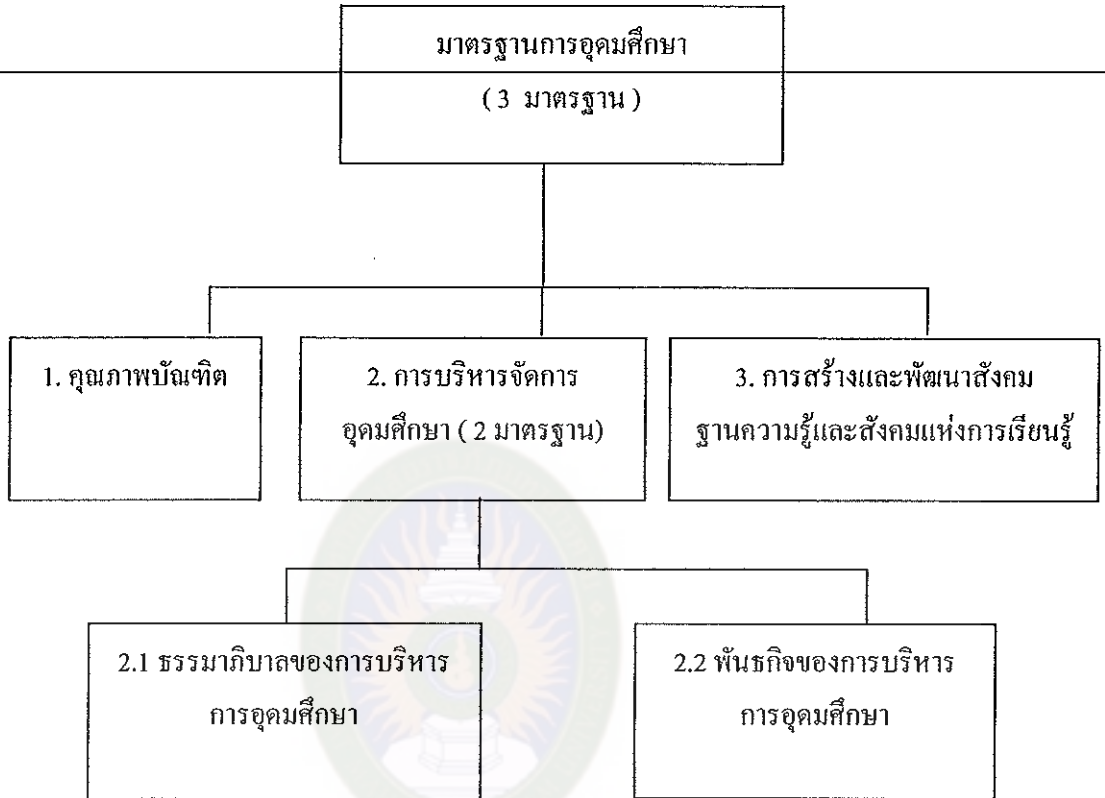 มาตรฐานการอุดมศึกษา
( 3 มาตรฐาน )
1. คุณภาพบัณฑิต
2. การบริหารจัดการ
อุดมศึกษา ( 2 มาตรฐาน)
3. การสร้างและพัฒนาสังคม
ฐานความรู้และสังคมแห่งการเรียนรู้
2.1 ธรรมาภิบาลของการบริหาร
การอุดมศึกษา
2.2 พันธกิจของการบริหาร
การอุดมศึกษา